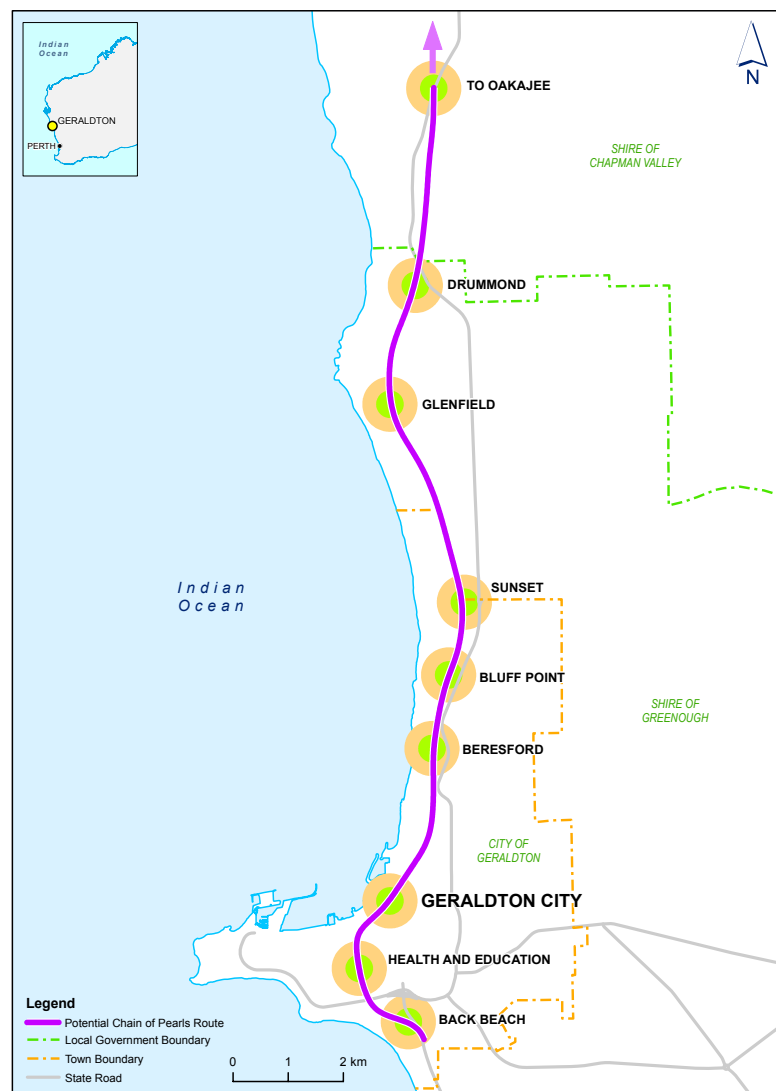 Indian
Ocean
GERALDTON
PERTH
N
TO OAKAJEE
SHIRE OF
CHAPMAN VALLEY
DRUMMOND
GLENFIELD
Indian
Ocean
SUNSET
BLUFF POINT
SHIRE OF
GREENOUGH
BERESFORD
CITY OF
GERALDTON
GERALDTON CITY
HEALTH AND EDUCATION
BACK BEACH
Legend
Potential Chain of Pearls Route
Local Government Boundary
Town Boundary
State Road
0 1 2 km